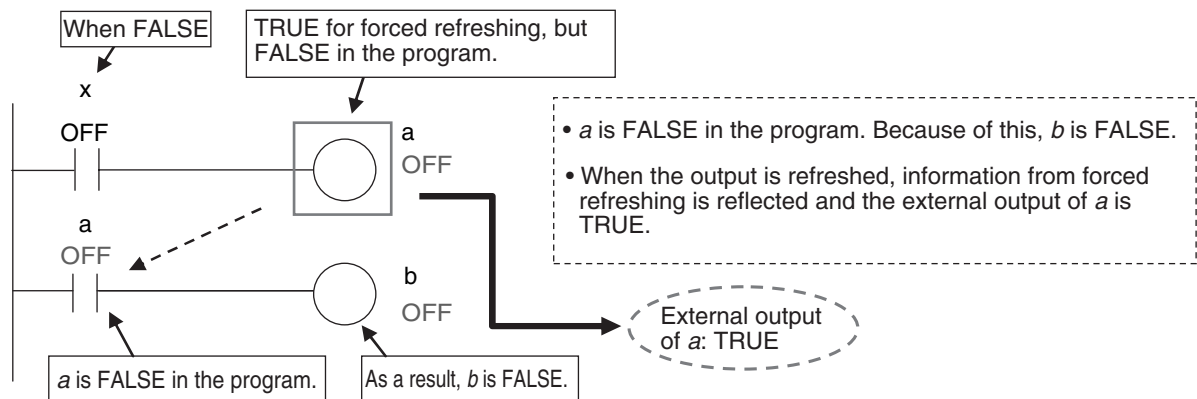 When FALSE
TRUE for forced refreshing, but
FALSE in the program.
x
OFF
a
OFF
• a is FALSE in the program. Because of this, b is FALSE.
• When the output is refreshed, information from forced
refreshing is reflected and the external output of a is
TRUE.
a
OFF
b
OFF
External output
of a: TRUE
a is FALSE in the program.
As a result, b is FALSE.